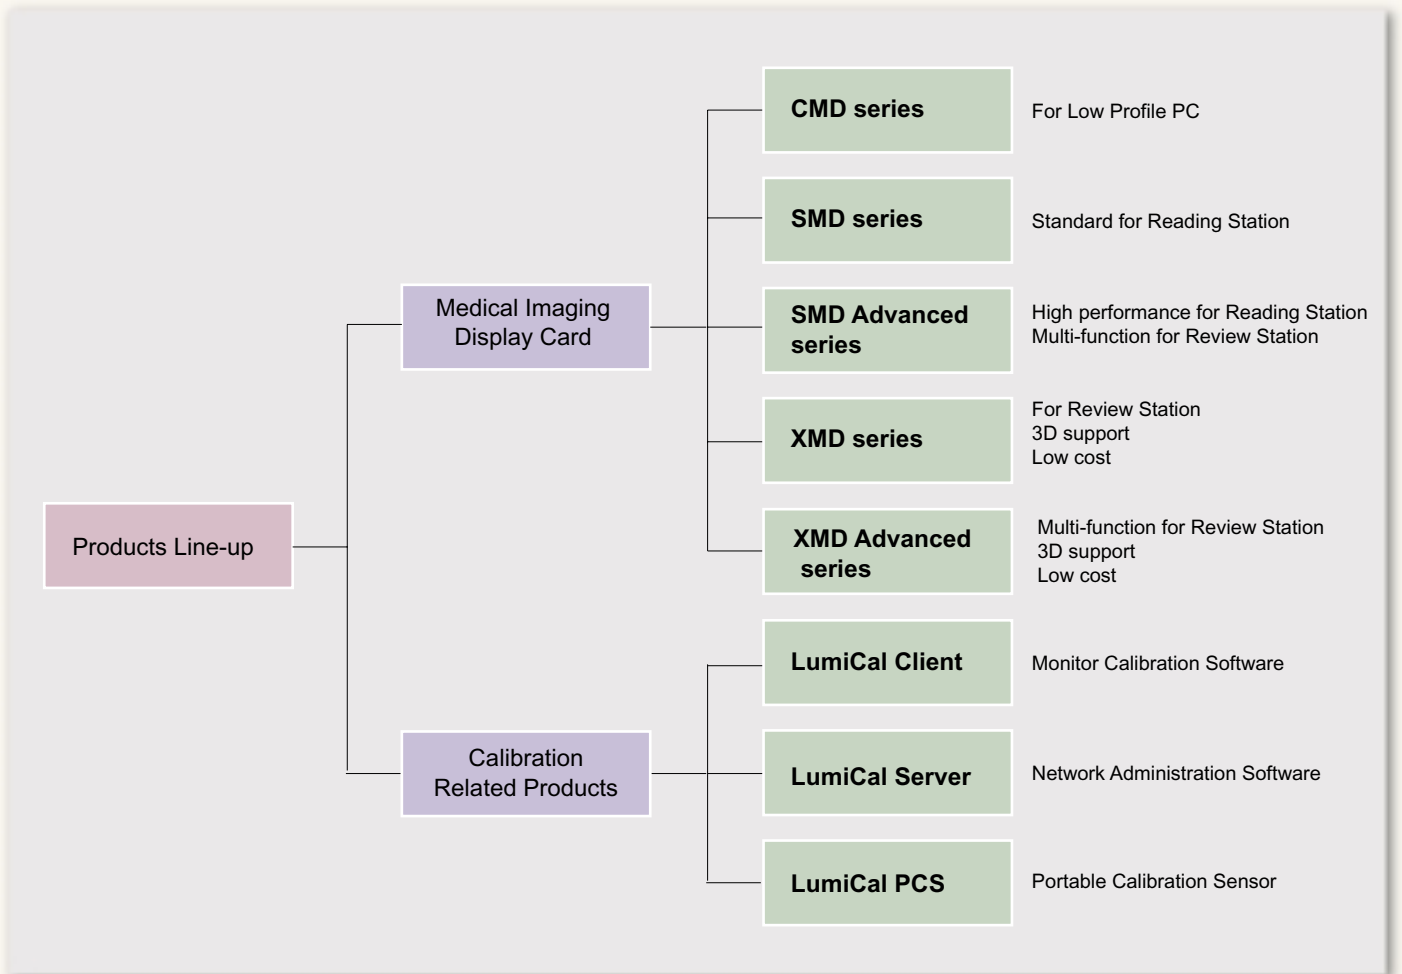 CMD series
For Low Profile PC
SMD series
Standard for Reading Station
Medical Imaging
Display Card
SMD Advanced
series
High performance for Reading Station
Multi-function for Review Station
XMD series
For Review Station
3D support
Low cost
Products Line-up
XMD Advanced
series
Multi-function for Review Station
3D support
Low cost
LumiCal Client
Monitor Calibration Software
Calibration
Related Products
LumiCal Server
Network Administration Software
LumiCal PCS
Portable Calibration Sensor